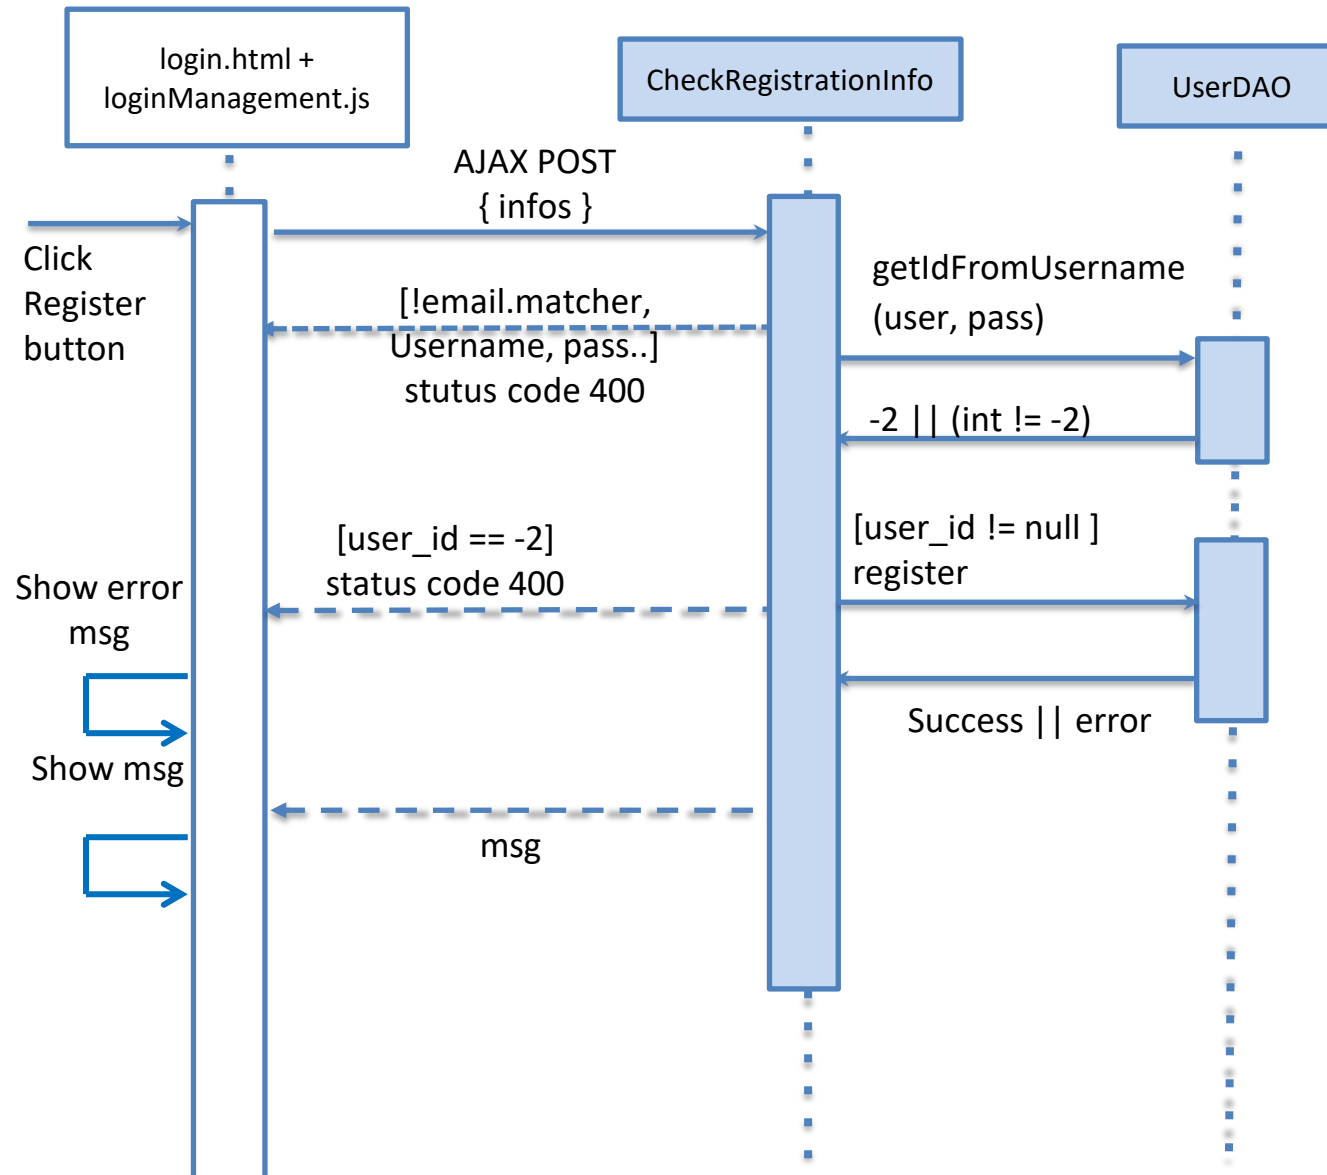 login.html +
loginManagement.js
CheckRegistrationInfo
UserDAO
AJAX POST
{ infos }
Click
Register
button
[!email.matcher,
Username, pass..]
stutus code 400
getIdFromUsername
(user, pass)
-2 || (int != -2)
[user_id == -2]
status code 400
[user_id != null ]
register
Show error
msg
Success || error
Show msg
msg